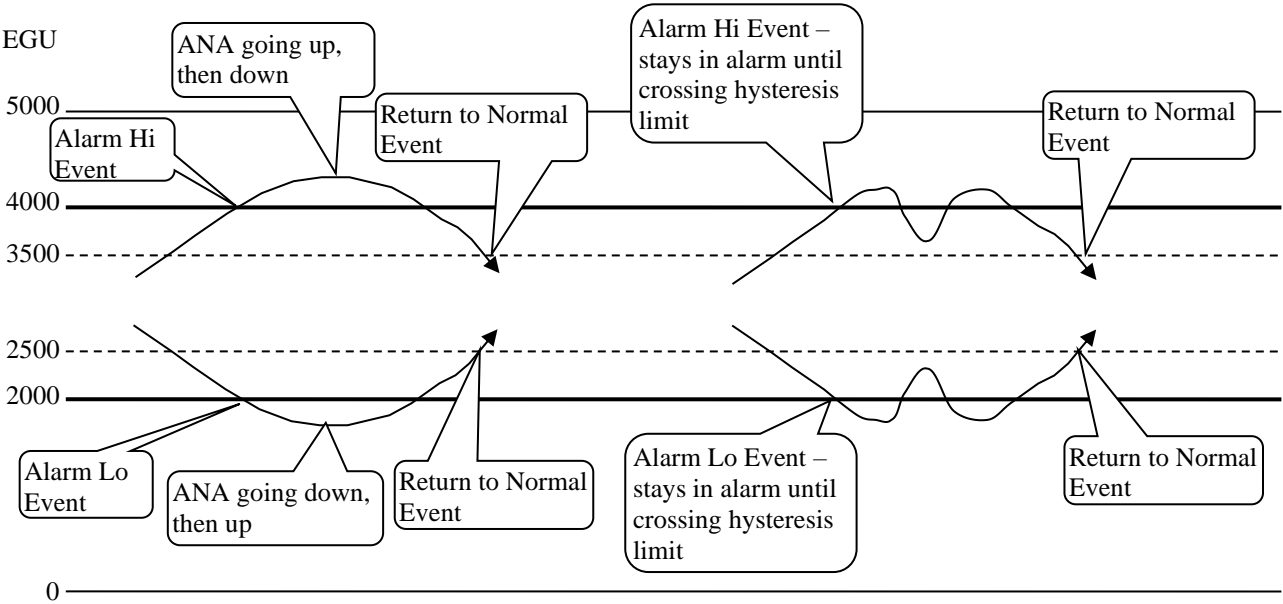 EGU
ANA going up,
then down
Alarm Hi Event –
stays in alarm until
crossing hysteresis
limit
5000
Alarm Hi
Event
Return to Normal
Event
Return to Normal
Event
4000
3500
2500
2000
Alarm Lo
Event
ANA going down,
then up
Return to Normal
Event
Alarm Lo Event –
stays in alarm until
crossing hysteresis
limit
Return to Normal
Event
0